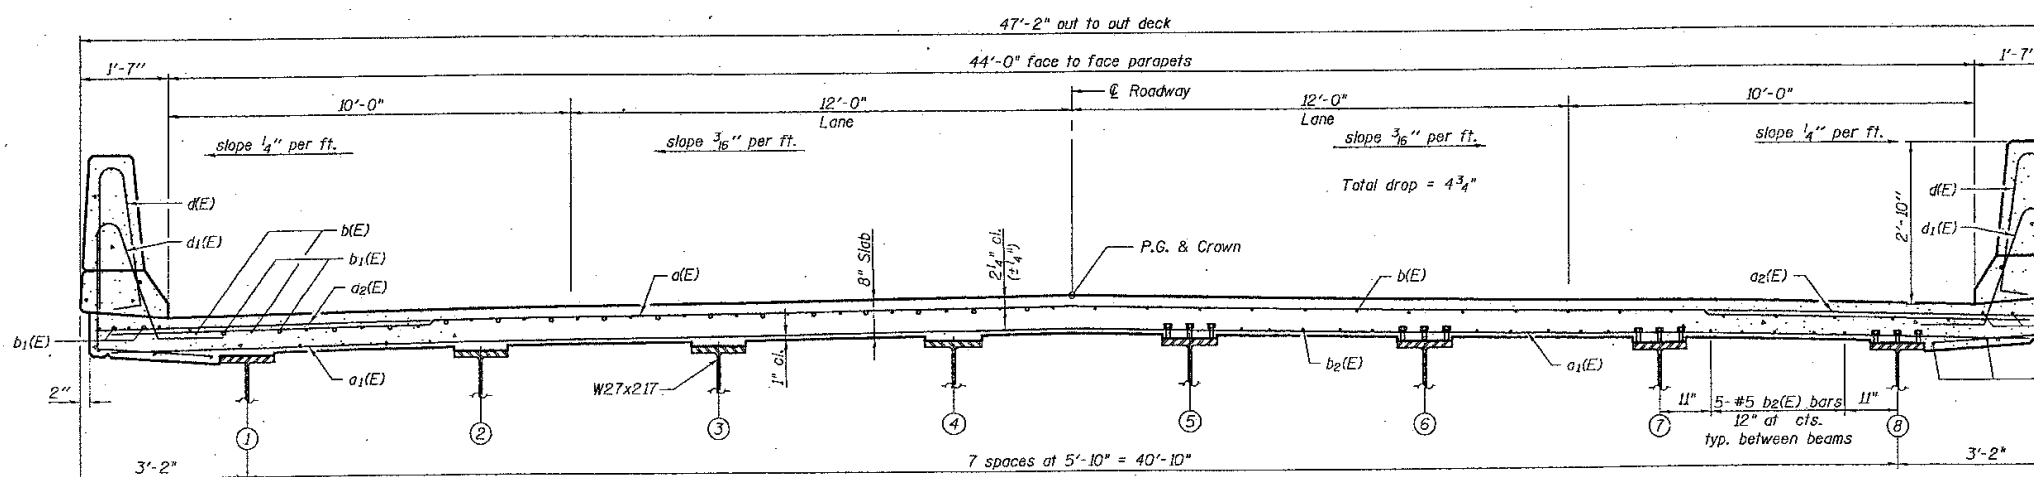 47'-2" out to out deck
1'-7" 44'-0" face to face parapets 1'-7"
℄ Roadway
10'-0" 12'-0" 12'-0" 10'-0"
Lane Lane
slope 1/4" per ft. slope 3/16" per ft. slope 3/16" per ft. slope 1/4" per ft.
Total drop = 4 3/4"
d(E) d(E)
2'-10"
d1(E) d1(E)
b(E)
b1(E)
a2(E)
a(E)
8" Slab
2 1/4" cl.
(± 1/4")
P.G. & Crown
b(E)
a2(E)
b1(E)
a1(E)
W27x217
1" cl.
b2(E)
a1(E)
2"
11" 5-#5 b2(E) bars 11"
12" at cts.
typ. between beams
1 2 3 4 5 6 7 8
3'-2" 7 spaces at 5'-10" = 40'-10" 3'-2"